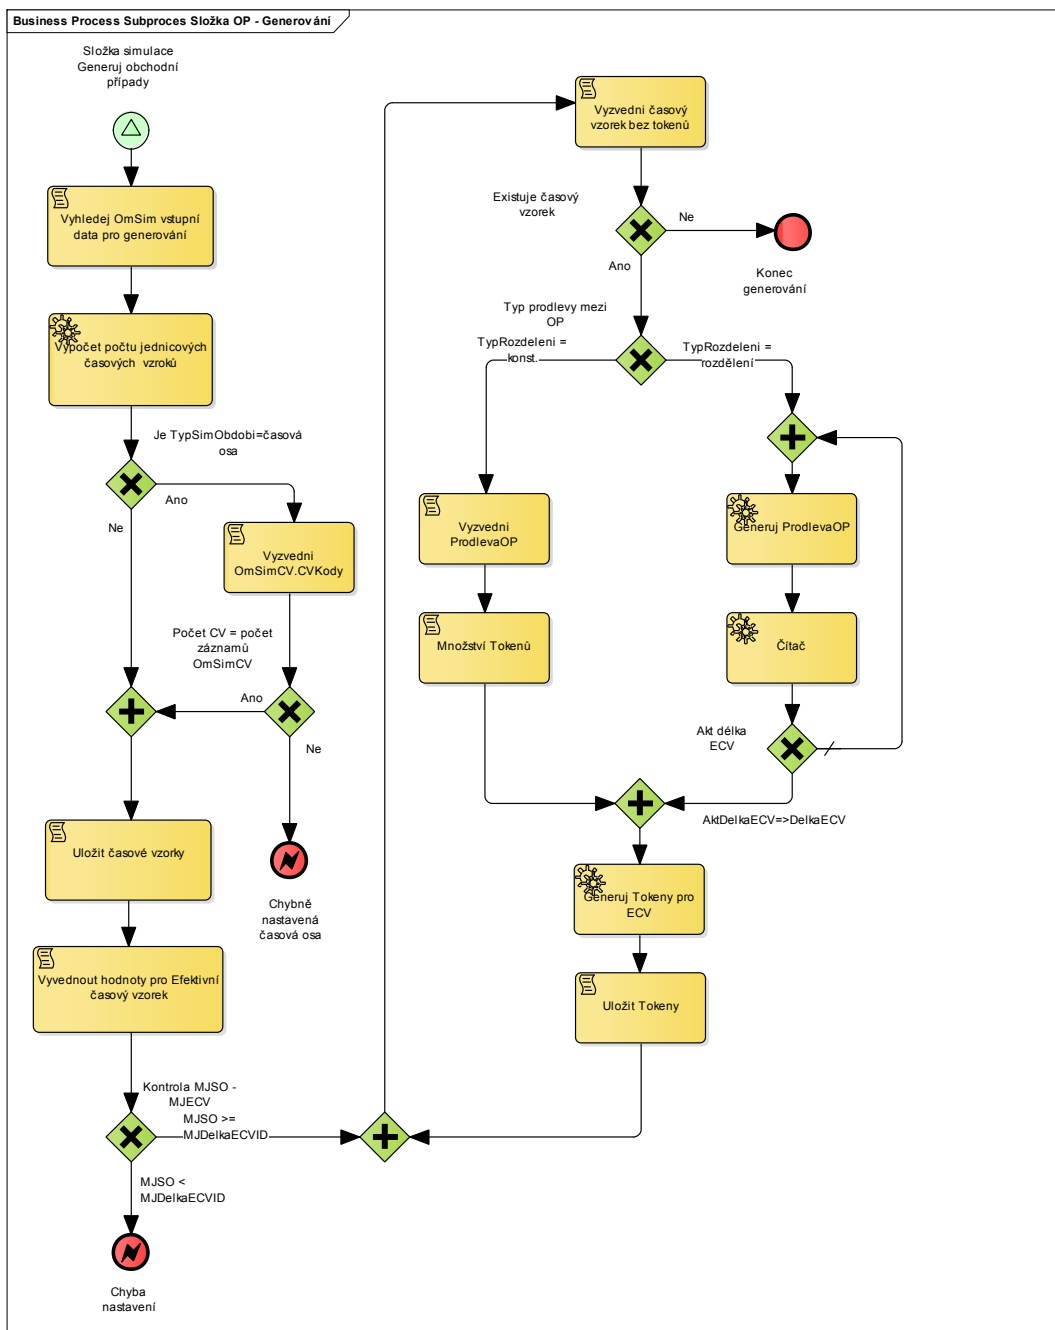 Business Process Subproces Složka OP - Generování
Složka simulace
Generuj obchodní
případy
Vyhledej OmSim vstupní
data pro generování
Výpočet počtu jednicových
časových vzroků
Je TypSimObdobi=časová
osa
Ano
Ne
Vyzvedni
OmSimCV.CVKody
Počet CV = počet
záznamů
OmSimCV
Ano
Ne
Uložit časové vzorky
Chybně
nastavená
časová osa
Vyvednout hodnoty pro Efektivní
časový vzorek
Kontrola MJSO -
MJECV
MJSO >=
MJDelkaECVID
MJSO <
MJDelkaECVID
Chyba
nastavení
Vyzvedni časový
vzorek bez tokenů
Existuje časový
vzorek
Ne
Ano
Konec
generování
Typ prodlevy mezi
OP
TypRozdeleni =
konst.
TypRozdeleni =
rozdělení
Vyzvedni
ProdlevaOP
Generuj ProdlevaOP
Množství Tokenů
Čítač
Akt délka
ECV
AktDelkaECV=>DelkaECV
Generuj Tokeny pro
ECV
Uložit Tokeny